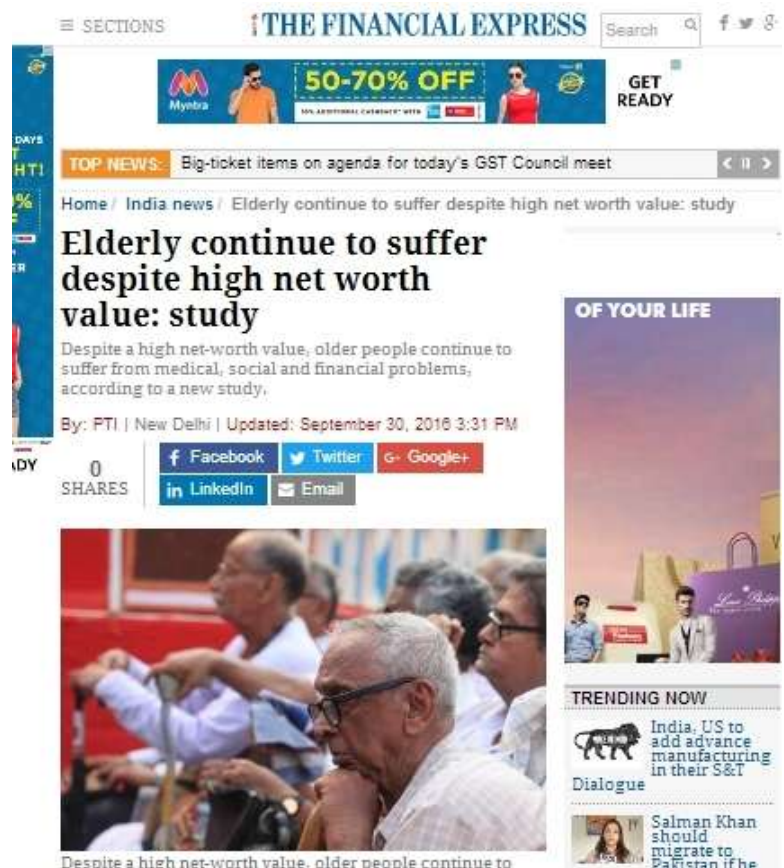 ≡ SECTIONS
THE FINANCIAL EXPRESS
Search
Myntra
50-70% OFF
GET
READY
DAYS
HT!
%
TOP NEWS: Big-ticket items on agenda for today's GST Council meet
Home / India news / Elderly continue to suffer despite high net worth value: study
Elderly continue to suffer
despite high net worth
value: study
Despite a high net-worth value, older people continue to
suffer from medical, social and financial problems,
according to a new study.
By: PTI | New Delhi | Updated: September 30, 2016 3:31 PM
ADY
0
SHARES
Facebook
Twitter
G+ Google+
in LinkedIn
Email
Despite a high net-worth value, older people continue to
OF YOUR LIFE
Louis Philippe
TRENDING NOW
India, US to
add advance
manufacturing
in their S&T
Dialogue
Salman Khan
should
migrate to
Pakistan if he